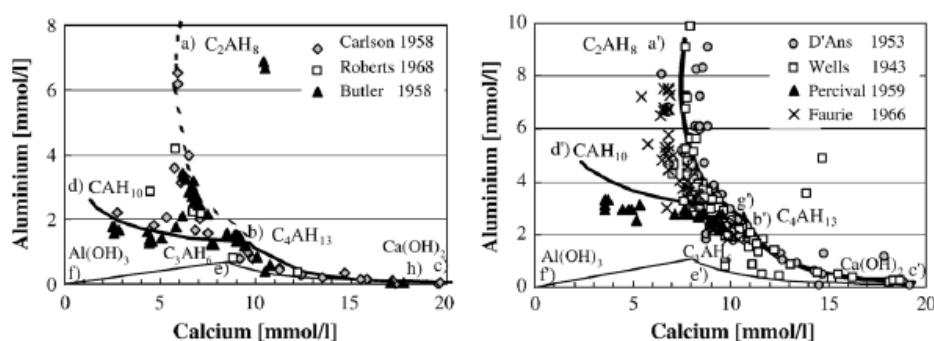 8
6
4
2
0
Aluminium [mmol/l]
a)
C₂AH₈
Carlson 1958
Roberts 1968
Butler 1958
d)
CAH₁₀
b)
C₄AH₁₃
Al(OH)₃
C₃AH₆
Ca(OH)₂
f)
e)
h)
c)
0 5 10 15 20
Calcium [mmol/l]
10
8
6
4
2
0
Aluminium [mmol/l]
C₂AH₈ a')
D'Ans 1953
Wells 1943
Percival 1959
Faurie 1966
d')
CAH₁₀
g')
b')
C₄AH₁₃
Al(OH)₃
C₃AH₆
Ca(OH)₂
f')
e')
c')
0 5 10 15 20
Calcium [mmol/l]